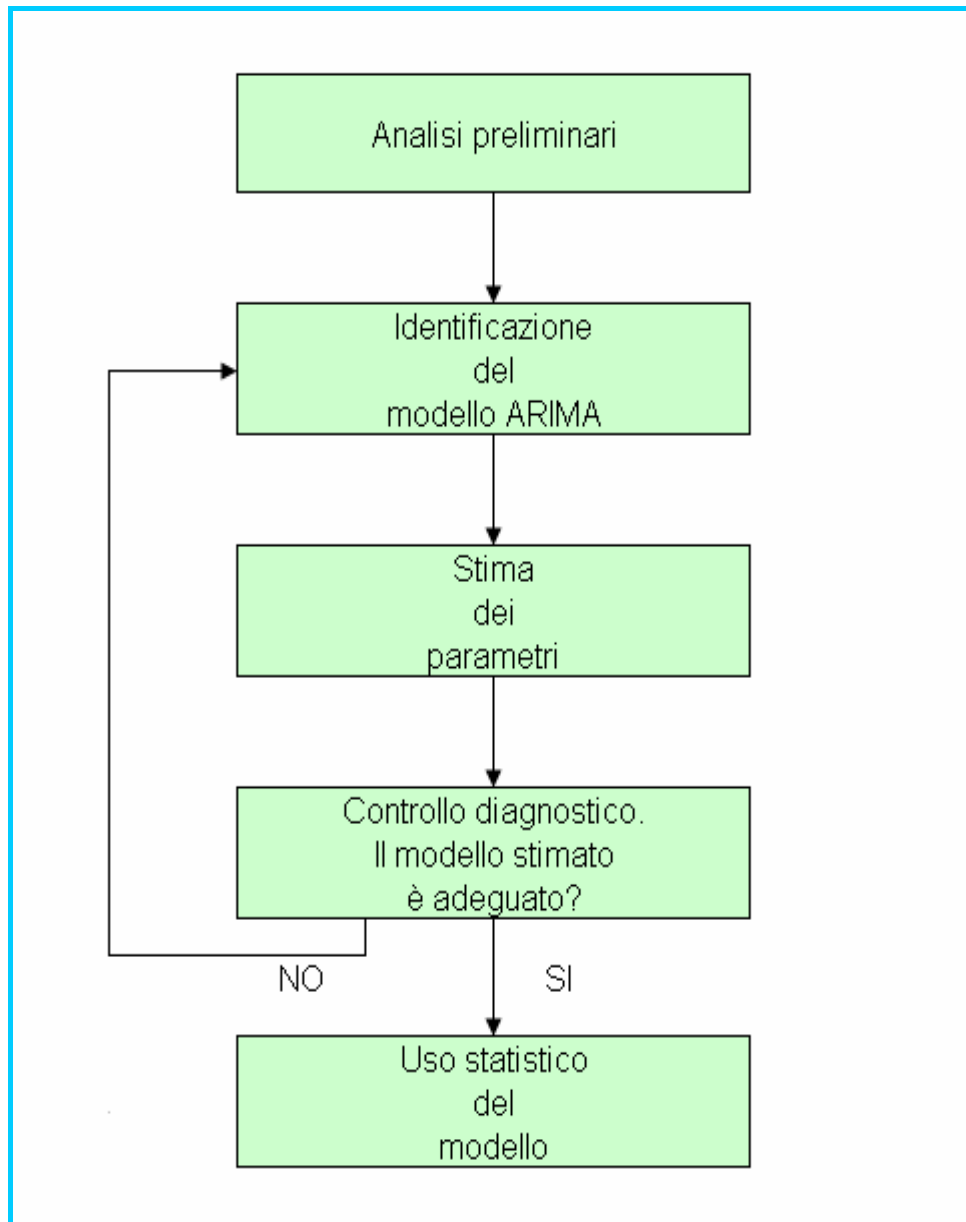 Analisi preliminari
Identificazione
del
modello ARIMA
Stima
dei
parametri
Controllo diagnostico.
Il modello stimato
è adeguato?
NO
SI
Uso statistico
del
modello